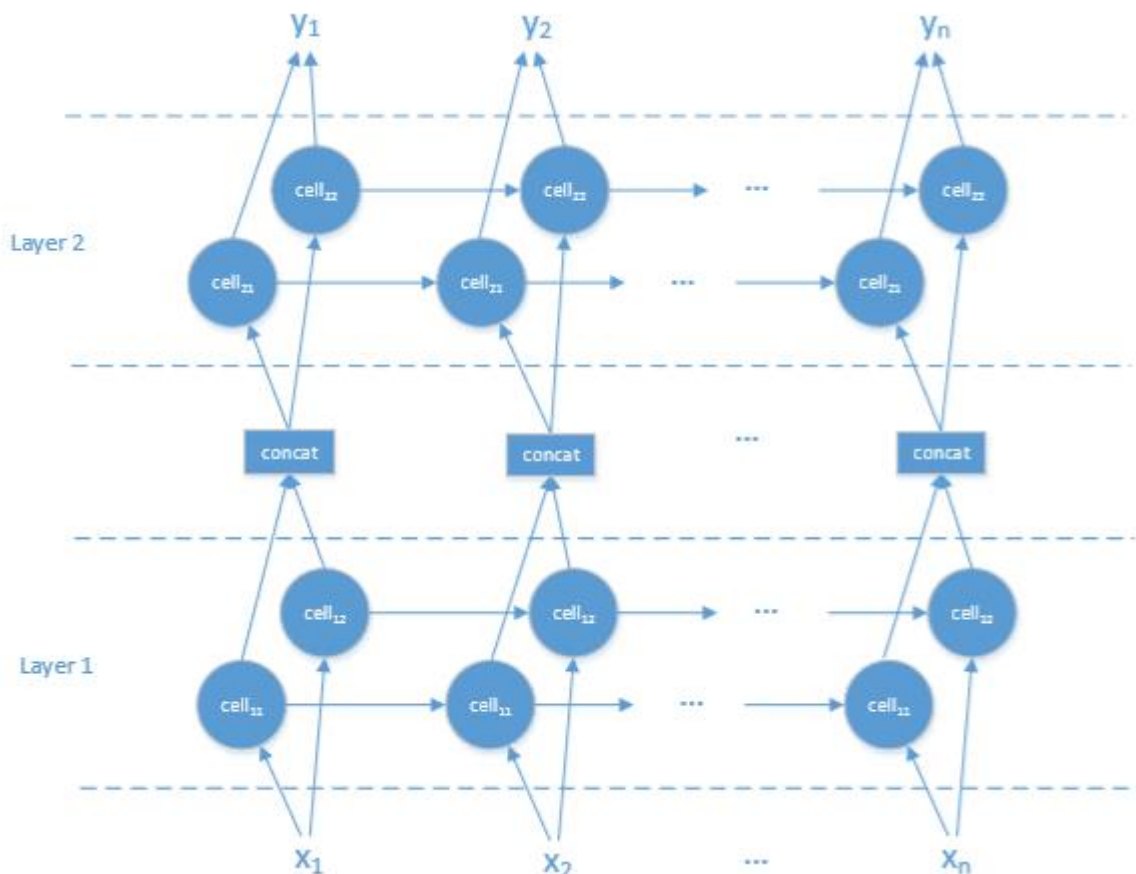 y₁ y₂ yₙ
cell₂₂ cell₂₂ ... cell₂₂
Layer 2
cell₂₁ cell₂₁ ... cell₂₁
concat concat ... concat
cell₁₂ cell₁₂ ... cell₁₂
Layer 1
cell₁₁ cell₁₁ ... cell₁₁
x₁ x₂ ... xₙ